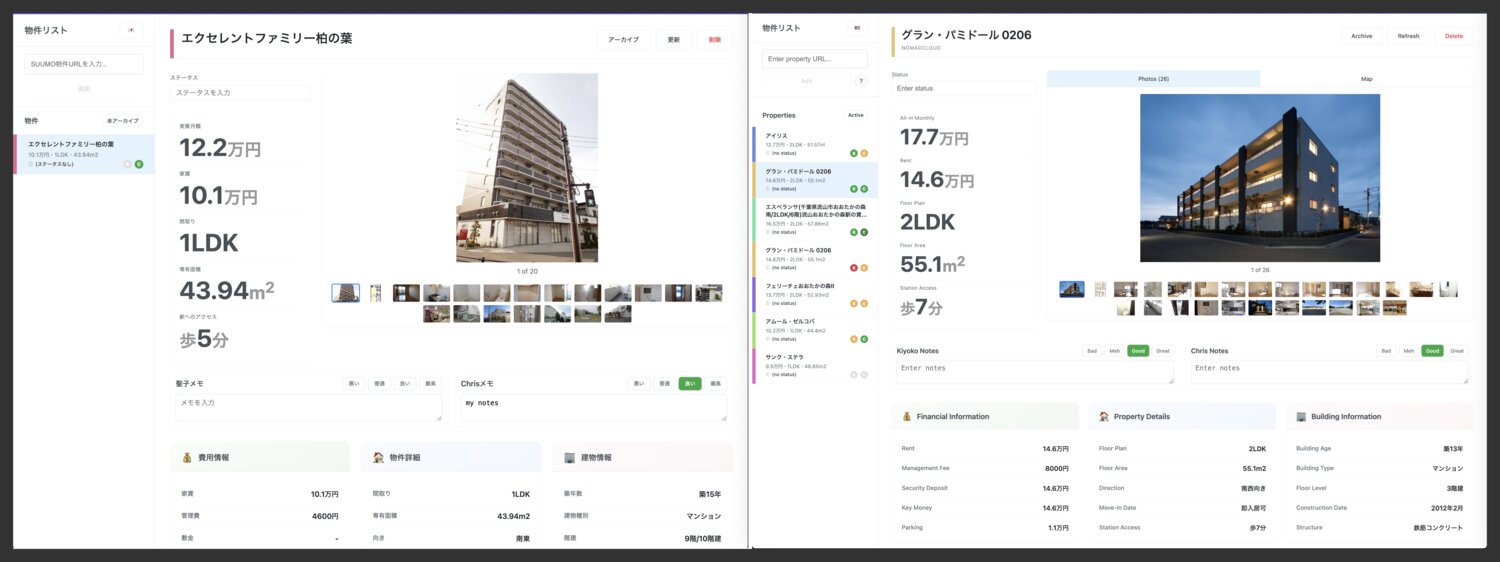 物件リスト
SUUMO物件URLを入力...
追加
物件
未アーカイブ
エクセレントファミリー柏の葉
10.1万円・1LDK・43.94m2
(ステータスなし)
K
C
エクセレントファミリー柏の葉
アーカイブ
更新
削除
ステータス
ステータスを入力
実質月額
12.2万円
家賃
10.1万円
間取り
1LDK
専有面積
43.94m2
駅へのアクセス
歩5分
1 of 20
聖子メモ
悪い
普通
良い
最高
メモを入力
Chrisメモ
悪い
普通
良い
最高
my notes
費用情報
家賃 10.1万円
管理費 4600円
敷金 -
物件詳細
間取り 1LDK
専有面積 43.94m2
向き 南東
建物情報
築年数 築15年
建物種別 マンション
階建 9階/10階建
物件リスト
Enter property URL...
Add
?
Properties
Active
アイリス
12.7万円・2LDK・51.57㎡
(no status)
K
C
グラン・パミドール 0206
14.6万円・2LDK・55.1m2
(no status)
K
C
エスペランサ(千葉県流山市おおたかの森
南/2LDK/6階)流山おおたかの森駅の賃...
16.5万円・2LDK・57.86m2
(no status)
K
C
グラン・パミドール 0206
14.6万円・2LDK・55.1m2
(no status)
K
C
フェリーチェおおたかの森II
13.7万円・2LDK・52.93m2
(no status)
K
C
アムール・ゼルコバ
10.2万円・1LDK・44.4m2
(no status)
K
C
サンク・ステラ
9.9万円・1LDK・48.85m2
(no status)
K
C
グラン・パミドール 0206
NOMADCLOUD
Archive
Refresh
Delete
Status
Enter status
All-in Monthly
17.7万円
Rent
14.6万円
Floor Plan
2LDK
Floor Area
55.1m2
Station Access
歩7分
Photos (26)
Map
1 of 26
Kiyoko Notes
Bad
Meh
Good
Great
Enter notes
Chris Notes
Bad
Meh
Good
Great
Enter notes
Financial Information
Rent 14.6万円
Management Fee 8000円
Security Deposit 14.6万円
Key Money 14.6万円
Parking 1.1万円
Property Details
Floor Plan 2LDK
Floor Area 55.1m2
Direction 南西向き
Move-in Date 即入居可
Station Access 歩7分
Building Information
Building Age 築13年
Building Type マンション
Floor Level 3階建
Construction Date 2012年2月
Structure 鉄筋コンクリート